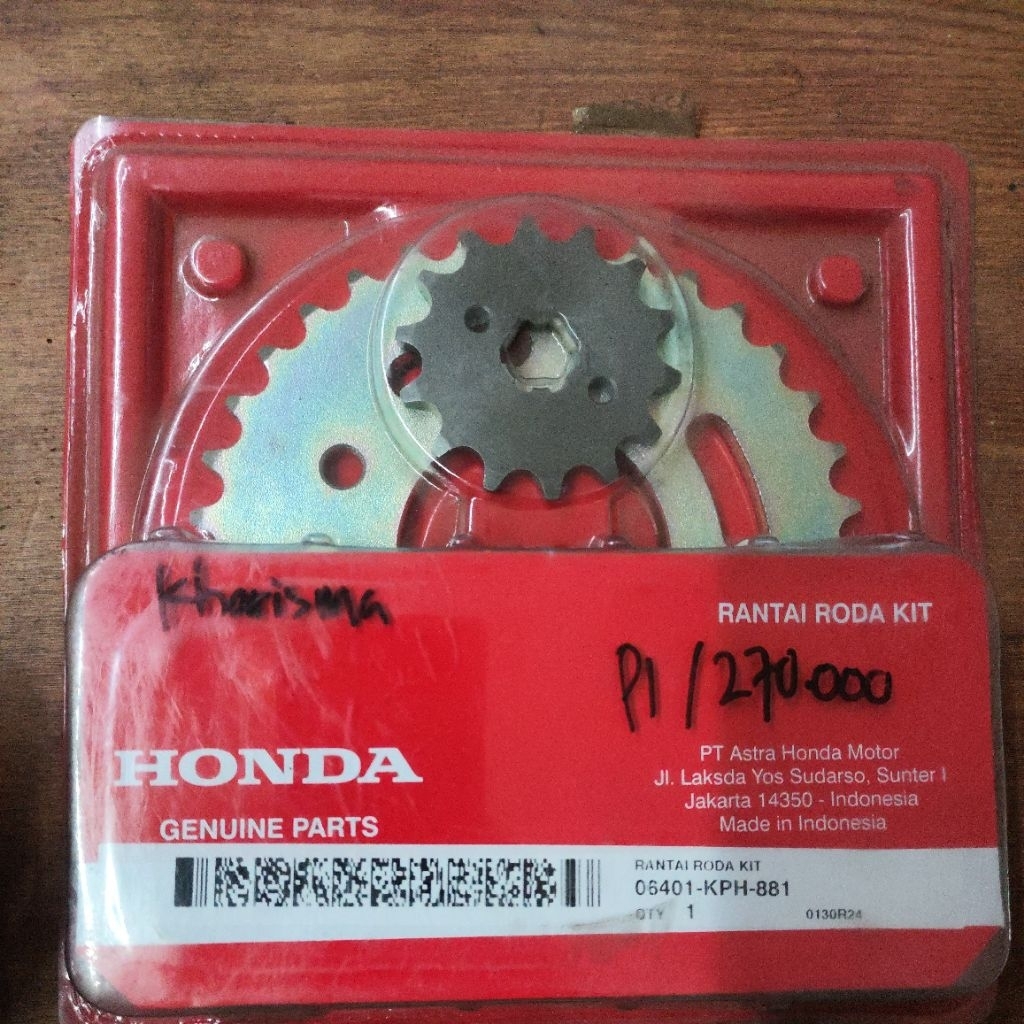 Kharisma
RANTAI RODA KIT
P1 / 270.000
HONDA
GENUINE PARTS
PT Astra Honda Motor
Jl. Laksda Yos Sudarso, Sunter I
Jakarta 14350 - Indonesia
Made in Indonesia
RANTAI RODA KIT
06401-KPH-881
QTY 1
0130R24